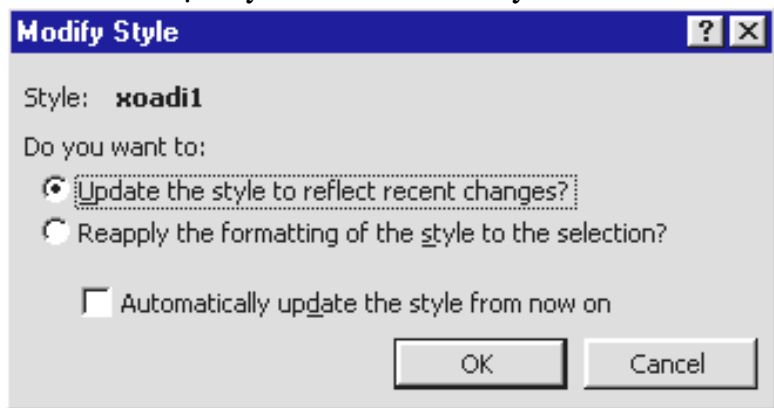 Modify Style
Style: xoadi1
Do you want to:
Update the style to reflect recent changes?
Reapply the formatting of the style to the selection?
Automatically update the style from now on
OK Cancel